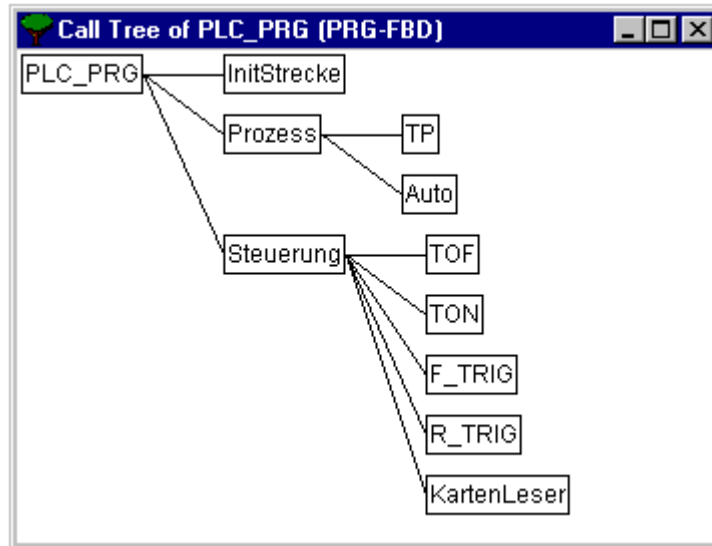 Call Tree of PLC_PRG (PRG-FBD)
PLC_PRG
InitStrecke
Prozess
TP
Auto
Steuerung
TOF
TON
F_TRIG
R_TRIG
KartenLeser